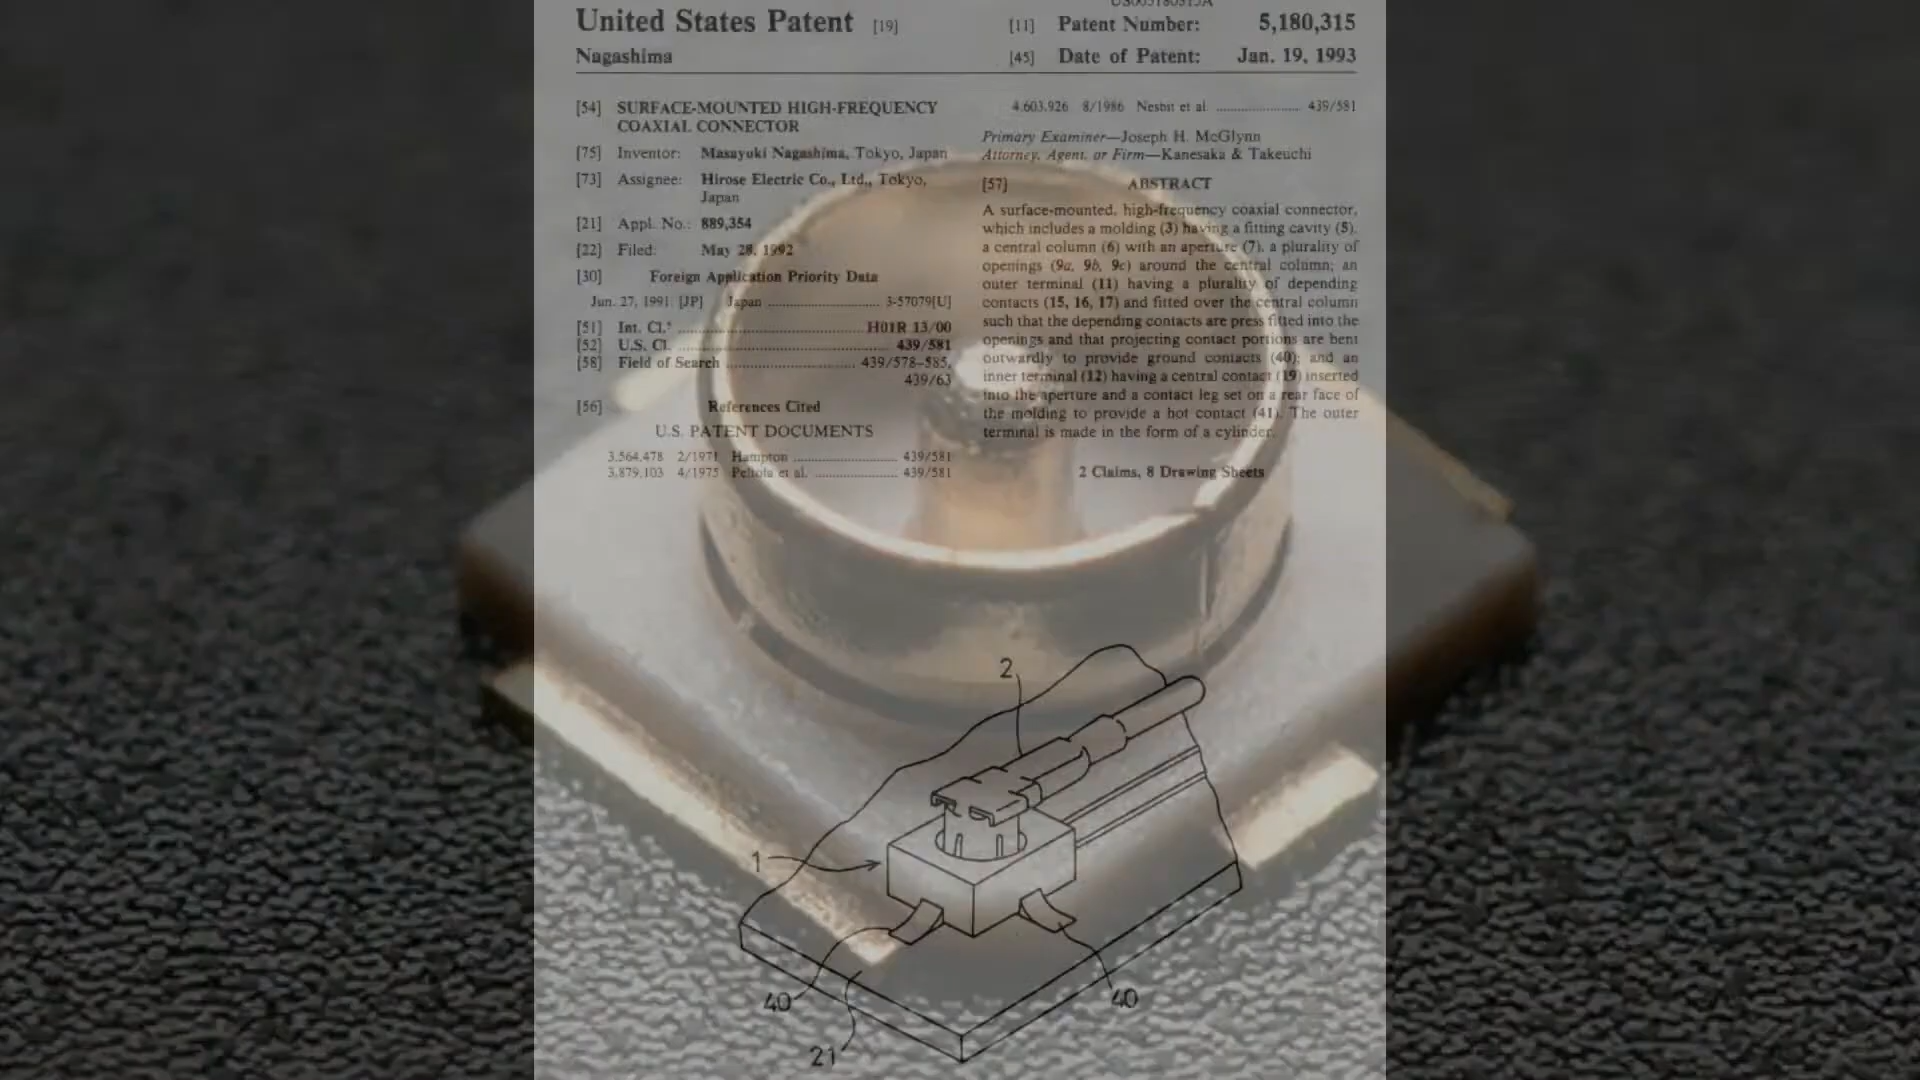 United States Patent [19]
Nagashima
[11] Patent Number: 5,180,315
[45] Date of Patent: Jan. 19, 1993
[54] SURFACE-MOUNTED HIGH-FREQUENCY
COAXIAL CONNECTOR
[75] Inventor: Masayuki Nagashima, Tokyo, Japan
[73] Assignee: Hirose Electric Co., Ltd., Tokyo,
Japan
[21] Appl. No.: 889,354
[22] Filed: May 28, 1992
[30] Foreign Application Priority Data
Jun. 27, 1991 [JP] Japan ........................... 3-57079[U]
[51] Int. Cl.⁵ ............................................. H01R 13/00
[52] U.S. Cl. .................................................... 439/581
[58] Field of Search ............................... 439/578-585,
439/63
[56] References Cited
U.S. PATENT DOCUMENTS
3,564,478 2/1971 Hampton ........................ 439/581
3,879,103 4/1975 Peltola et al. ................... 439/581
4,603,926 8/1986 Nesbit et al. ..................... 439/581
Primary Examiner—Joseph H. McGlynn
Attorney, Agent, or Firm—Kanesaka & Takeuchi
[57] ABSTRACT
A surface-mounted, high-frequency coaxial connector,
which includes a molding (3) having a fitting cavity (5),
a central column (6) with an aperture (7), a plurality of
openings (9a, 9b, 9c) around the central column; an
outer terminal (11) having a plurality of depending
contacts (15, 16, 17) and fitted over the central column
such that the depending contacts are press fitted into the
openings and that projecting contact portions are bent
outwardly to provide ground contacts (40); and an
inner terminal (12) having a central contact (19) inserted
into the aperture and a contact leg set on a rear face of
the molding to provide a hot contact (41). The outer
terminal is made in the form of a cylinder.
2 Claims, 8 Drawing Sheets
2
1
40
40
21